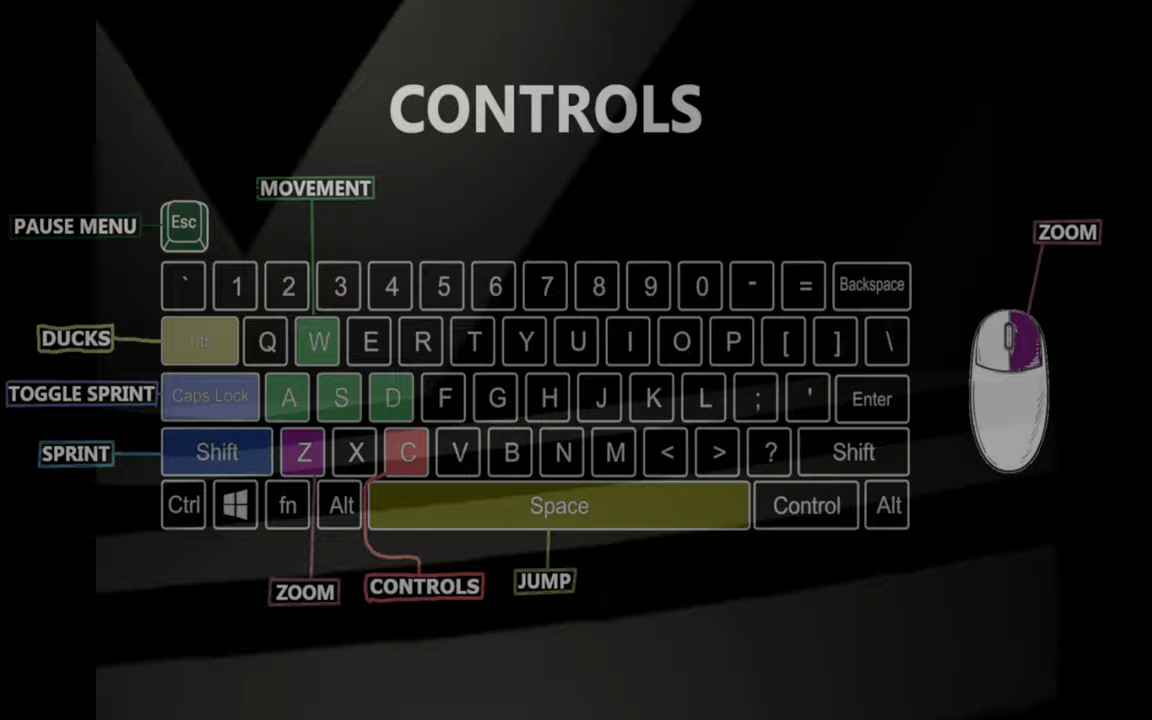 CONTROLS
MOVEMENT
PAUSE MENU Esc
ZOOM
` 1 2 3 4 5 6 7 8 9 0 - = Backspace
DUCKS Tab Q W E R T Y U I O P [ ] \
TOGGLE SPRINT Caps Lock A S D F G H J K L ; ' Enter
SPRINT Shift Z X C V B N M < > ? Shift
Ctrl fn Alt Space Control Alt
ZOOM CONTROLS JUMP